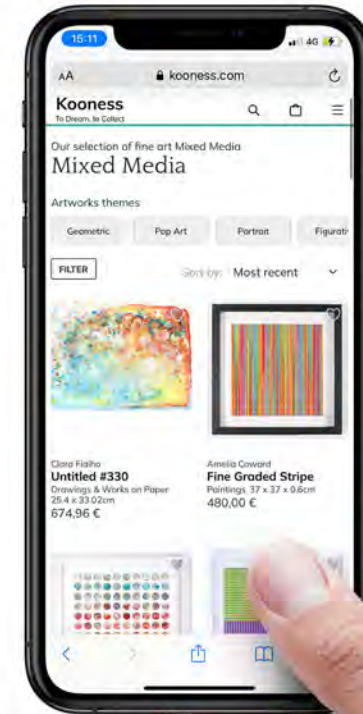 15:11
4G
AA
kooness.com
Kooness
To Dream, to Collect
Our selection of fine art Mixed Media
Mixed Media
Artworks themes
Geometric
Pop Art
Portrait
Figurati
FILTER
Sort by: Most recent
Clara Fialho
Untitled #330
Drawings & Works on Paper
25.4 x 33.02cm
674,96 €
Amelia Coward
Fine Graded Stripe
Paintings 37 x 37 x 0.6cm
480,00 €